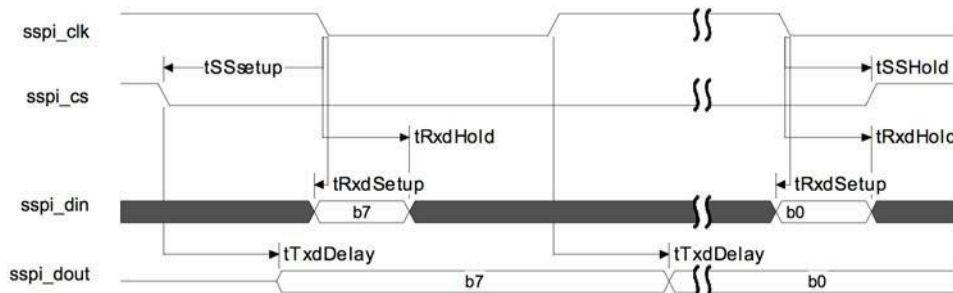 sspi_clk
tSSsetup
tSSHold
sspi_cs
tRxdHold
tRxdHold
tRxdSetup
tRxdSetup
sspi_din
b7
b0
tTxdDelay
tTxdDelay
sspi_dout
b7
b0